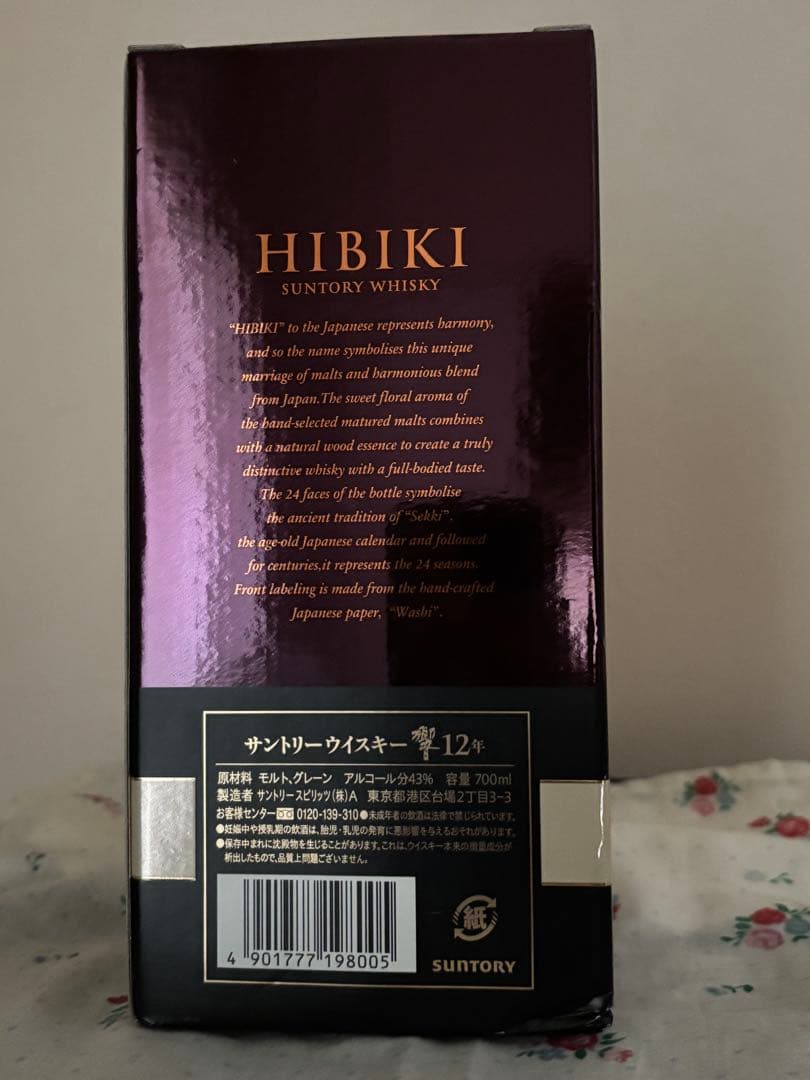 HIBIKI
SUNTORY WHISKY
"HIBIKI" to the Japanese represents harmony,
and so the name symbolises this unique
marriage of malts and harmonious blend
from Japan.The sweet floral aroma of
the hand-selected matured malts combines
with a natural wood essence to create a truly
distinctive whisky with a full-bodied taste.
The 24 faces of the bottle symbolise
the ancient tradition of "Sekki".
the age-old Japanese calendar and followed
for centuries,it represents the 24 seasons.
Front labeling is made from the hand-crafted
Japanese paper, "Washi".
サントリーウイスキー 響 12年
原材料 モルト、グレーン アルコール分43% 容量 700ml
製造者 サントリースピリッツ(株)A 東京都港区台場2丁目3-3
お客様センター 0120-139-310 ●未成年者の飲酒は法律で禁じられています。
●妊娠中や授乳期の飲酒は、胎児・乳児の発育に悪影響を与えるおそれがあります。
●保存中まれに沈殿物を生じることがあります。これは、ウイスキー本来の微量成分が
析出したもので、品質上問題ございません。
4 901777 198005
紙
SUNTORY